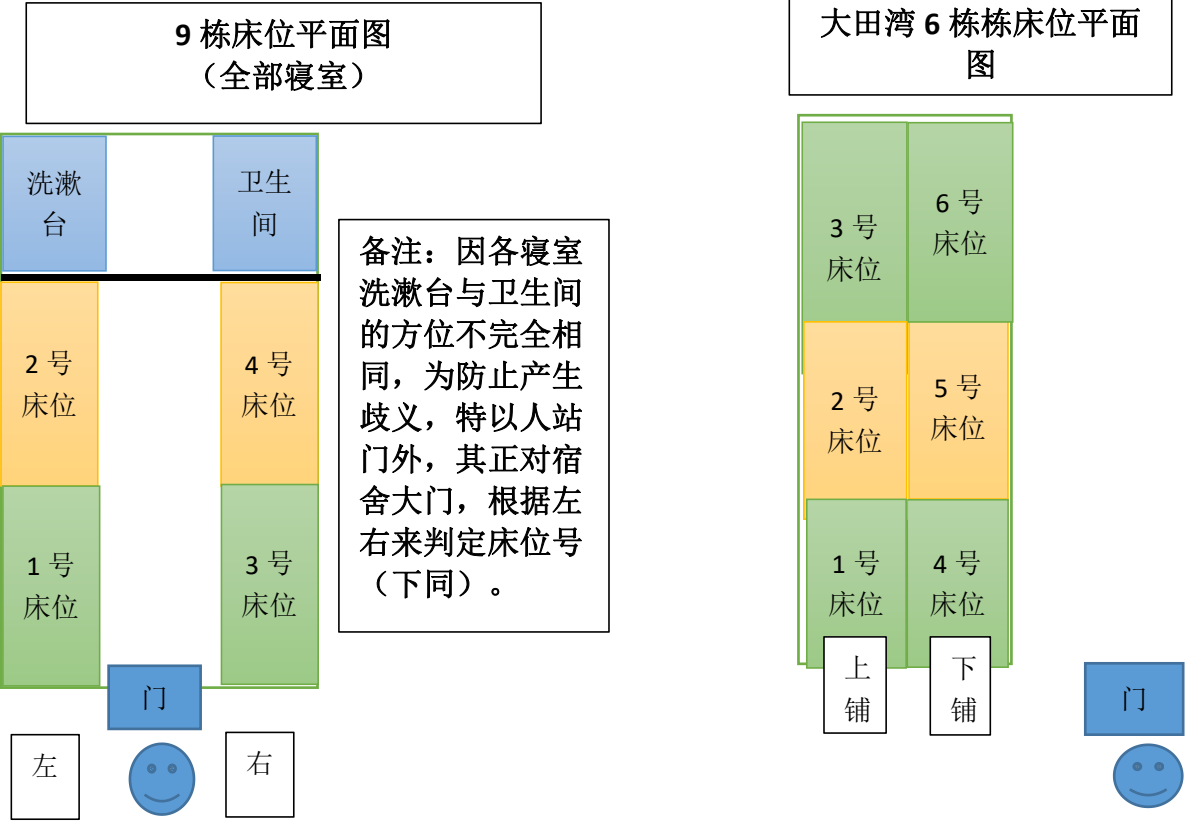 9 栋床位平面图
（全部寝室）
洗漱
台
卫生
间
2 号
床位
4 号
床位
1 号
床位
3 号
床位
门
左
右
备注：因各寝室
洗漱台与卫生间
的方位不完全相
同，为防止产生
歧义，特以人站
门外，其正对宿
舍大门，根据左
右来判定床位号
（下同）。
大田湾 6 栋栋床位平面
图
3 号
床位
6 号
床位
2 号
床位
5 号
床位
1 号
床位
4 号
床位
上
铺
下
铺
门